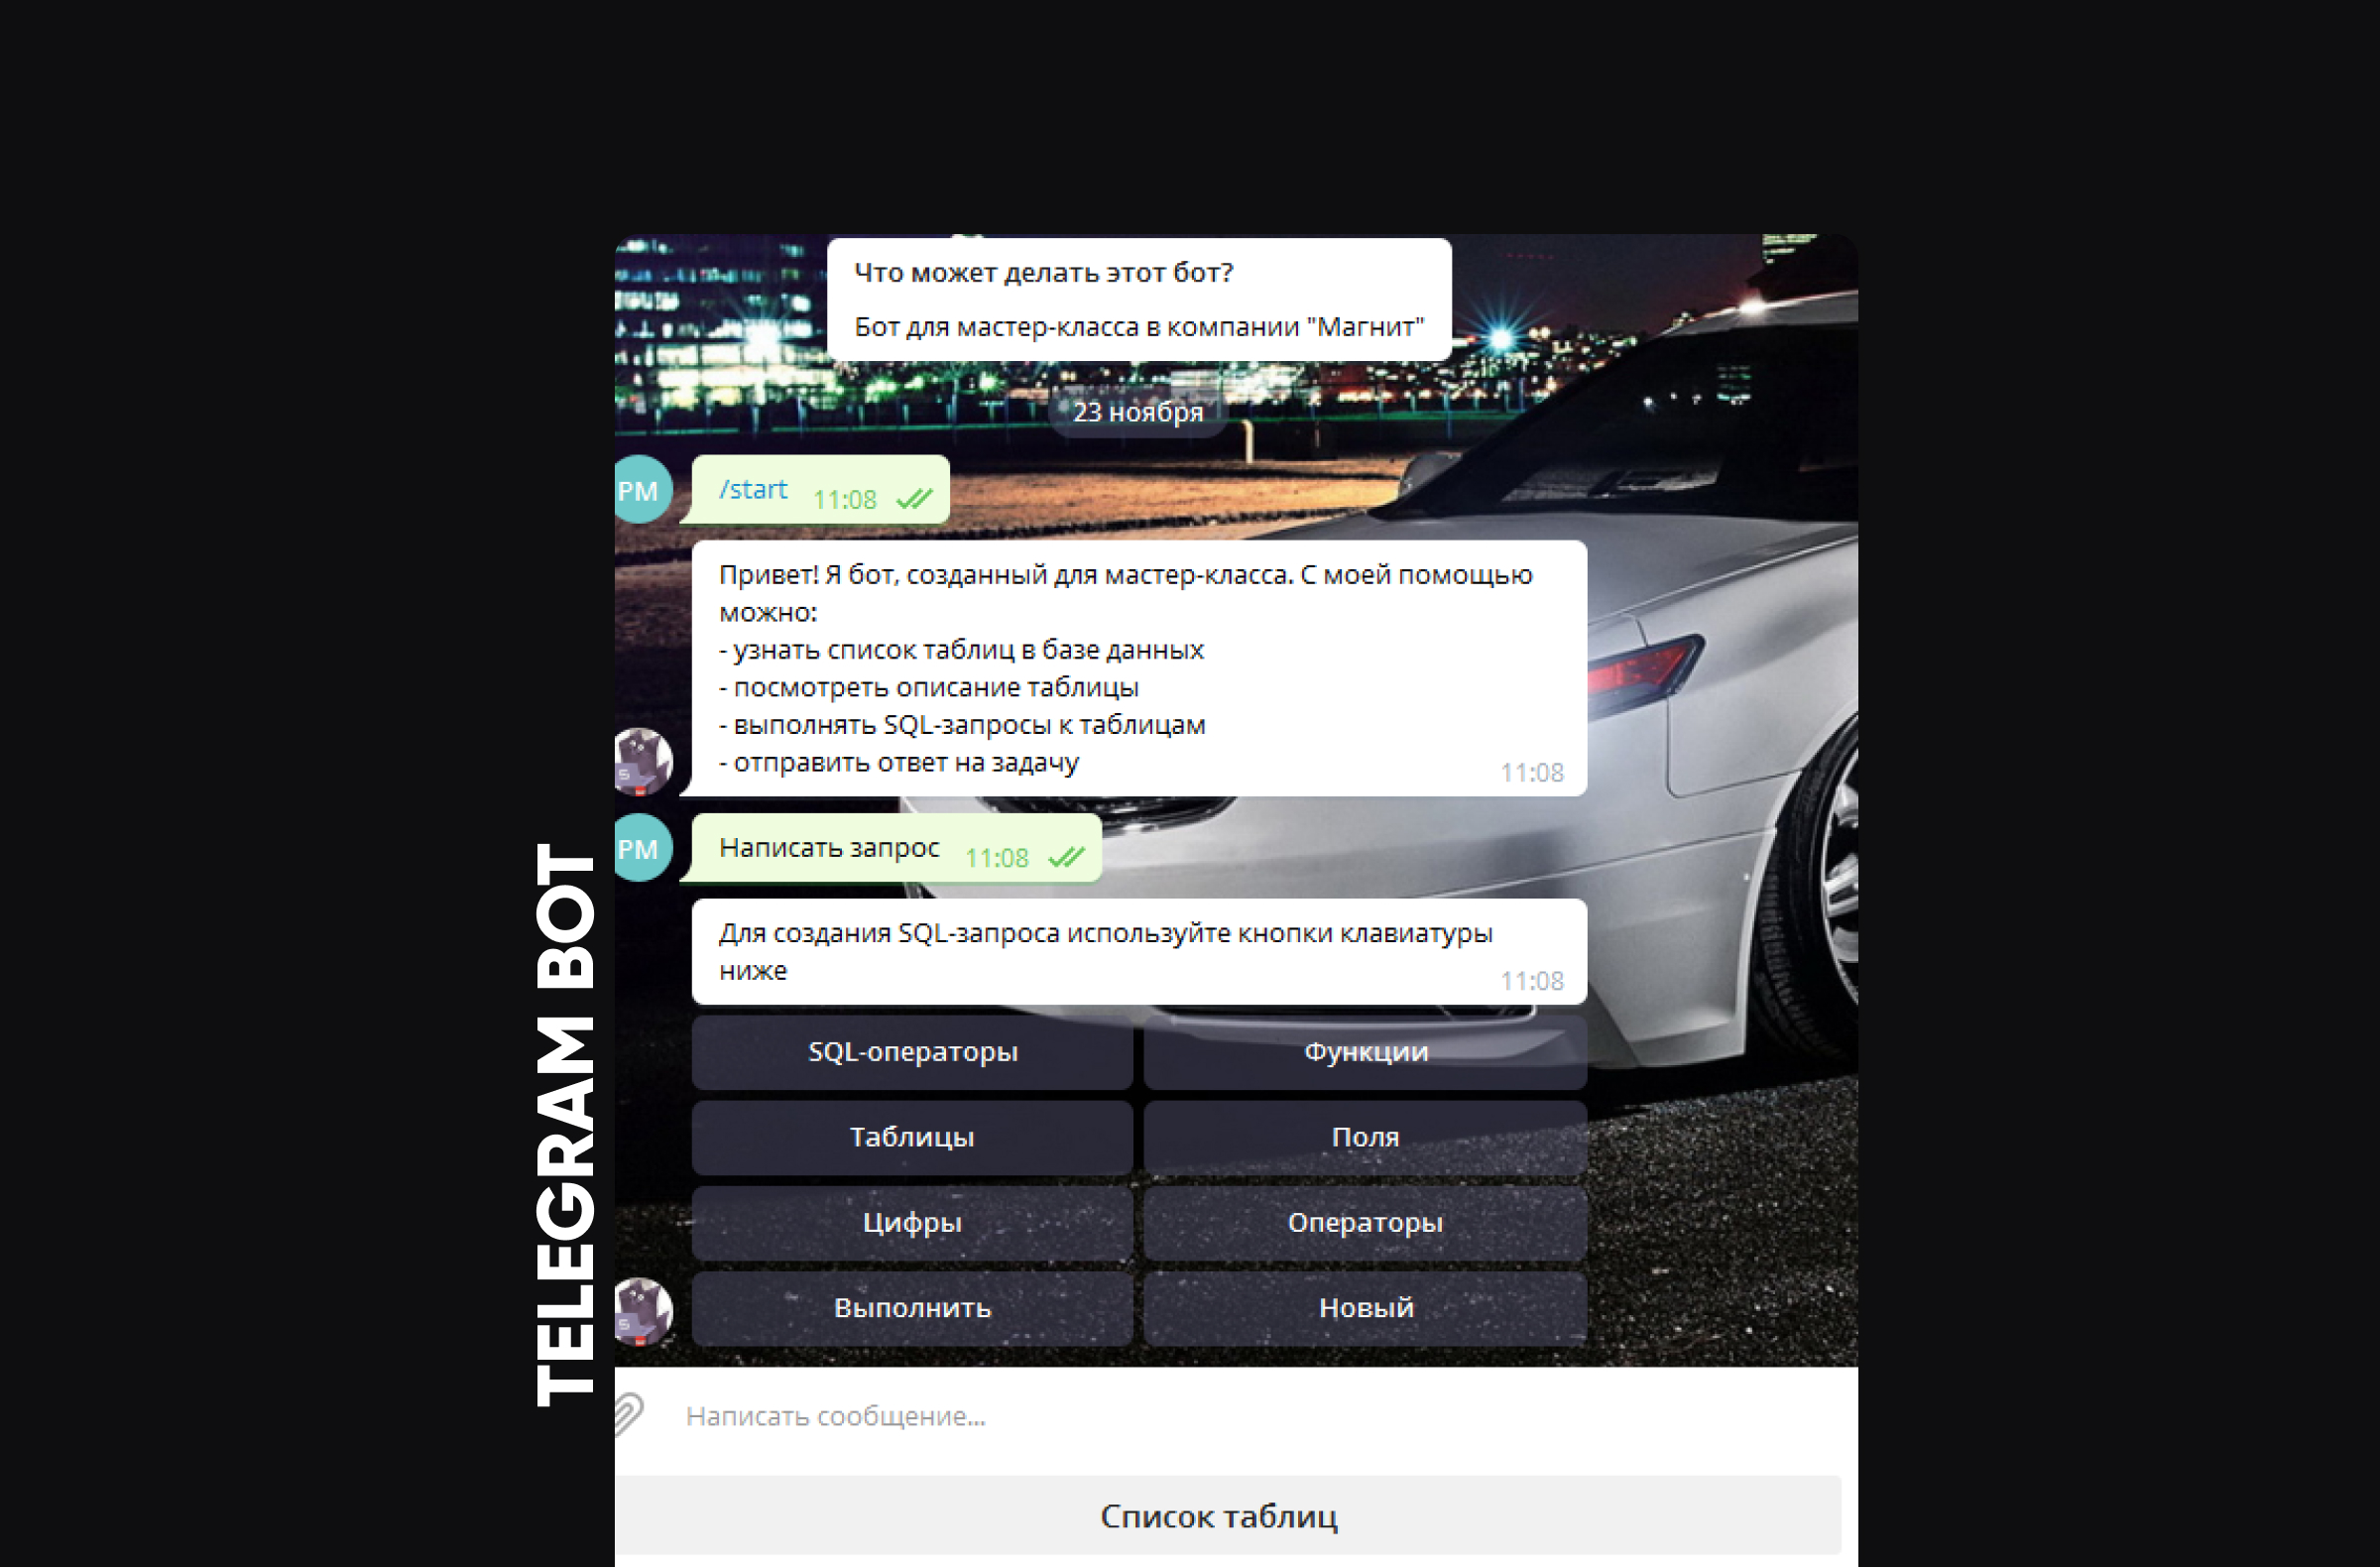 Что может делать этот бот?
Бот для мастер-класса в компании "Магнит"
23 ноября
PM
/start 11:08
Привет! Я бот, созданный для мастер-класса. С моей помощью
можно:
- узнать список таблиц в базе данных
- посмотреть описание таблицы
- выполнять SQL-запросы к таблицам
- отправить ответ на задачу
11:08
PM
Написать запрос 11:08
Для создания SQL-запроса используйте кнопки клавиатуры
ниже
11:08
SQL-операторы Функции
Таблицы Поля
Цифры Операторы
Выполнить Новый
Написать сообщение...
Список таблиц
TELEGRAM BOT